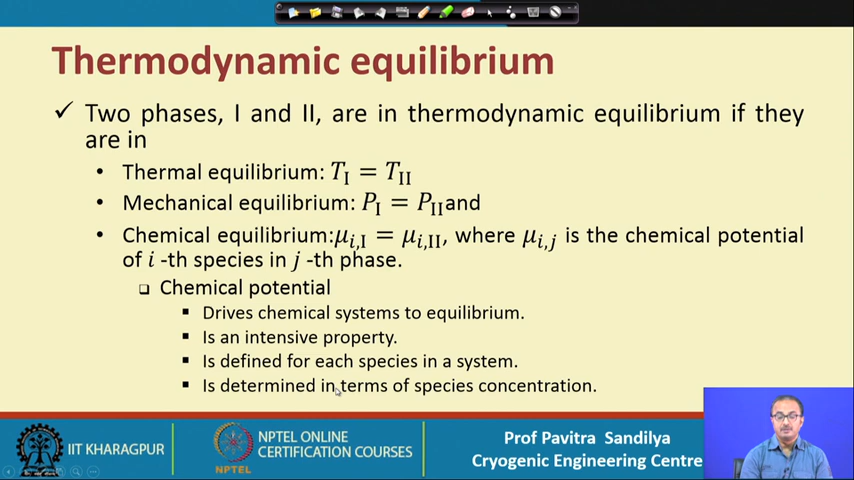 Thermodynamic equilibrium
✓ Two phases, I and II, are in thermodynamic equilibrium if they
are in
• Thermal equilibrium: T_I = T_II
• Mechanical equilibrium: P_I = P_II and
• Chemical equilibrium: μ_i,I = μ_i,II, where μ_i,j is the chemical potential
of i -th species in j -th phase.
❑ Chemical potential
▪ Drives chemical systems to equilibrium.
▪ Is an intensive property.
▪ Is defined for each species in a system.
▪ Is determined in terms of species concentration.
IIT KHARAGPUR
NPTEL
NPTEL ONLINE
CERTIFICATION COURSES
Prof Pavitra Sandilya
Cryogenic Engineering Centre